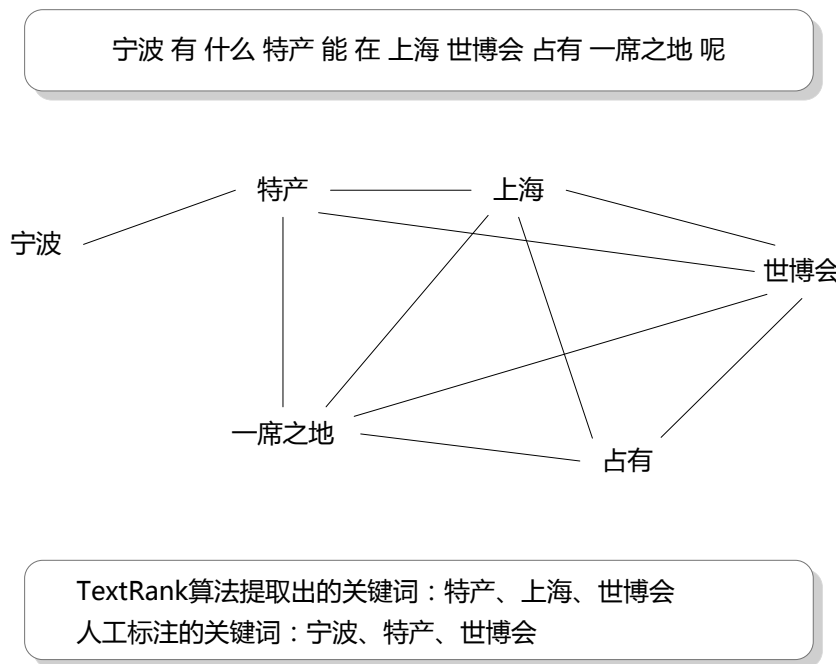 宁波 有 什么 特产 能 在 上海 世博会 占有 一席之地 呢
特产
上海
宁波
世博会
一席之地
占有
TextRank算法提取出的关键词：特产、上海、世博会
人工标注的关键词：宁波、特产、世博会